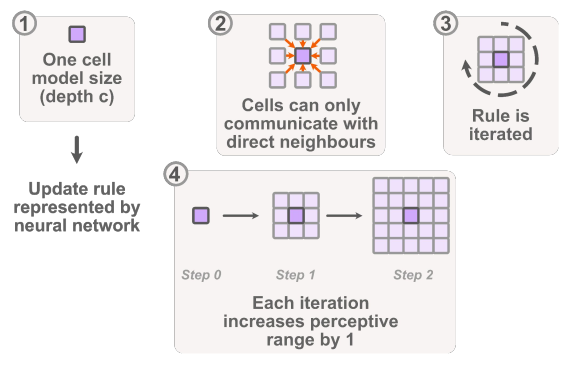 1
One cell
model size
(depth c)
Update rule
represented by
neural network
2
Cells can only
communicate with
direct neighbours
3
Rule is
iterated
4
Step 0
Step 1
Step 2
Each iteration
increases perceptive
range by 1